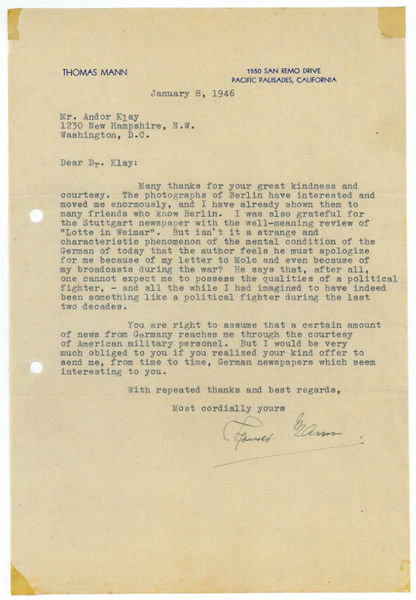 THOMAS MANN
1550 SAN REMO DRIVE
PACIFIC PALISADES, CALIFORNIA
January 8, 1946
Mr. Andor Klay
1230 New Hampshire, N.W.
Washington, D.C.
Dear Dr. Klay:
Many thanks for your great kindness and
courtesy. The photographs of Berlin have interested and
moved me enormously, and I have already shown them to
many friends who know Berlin. I was also grateful for
the Stuttgart newspaper with the well-meaning review of
"Lotte in Weimar". But isn't it a strange and
characteristic phenomenon of the mental condition of the
German of today that the author feels he must apologize
for me because of my letter to Molo and even because of
my broadcasts during the war? He says that, after all,
one cannot expect me to possess the qualities of a political
fighter, - and all the while I had imagined to have indeed
been something like a political fighter during the last
two decades.
You are right to assume that a certain amount
of news from Germany reaches me through the courtesy
of American military personel. But I would be very
much obliged to you if you realized your kind offer to
send me, from time to time, German newspapers which seem
interesting to you.
With repeated thanks and best regards,
Most cordially yours
Thomas Mann.